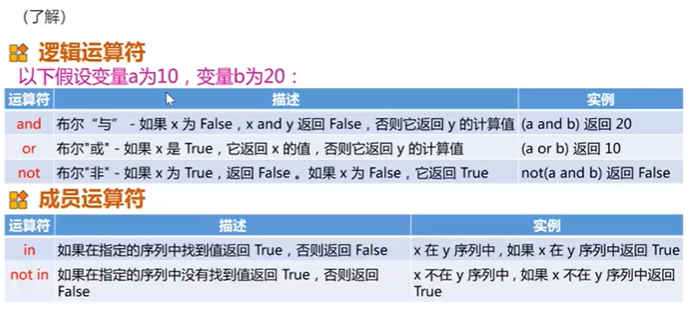 （了解）
逻辑运算符
以下假设变量a为10，变量b为20：
运算符 描述 实例
and 布尔“与” - 如果 x 为 False，x and y 返回 False，否则它返回 y 的计算值 (a and b) 返回 20
or 布尔"或" - 如果 x 是 True，它返回 x 的值，否则它返回 y 的计算值 (a or b) 返回 10
not 布尔"非" - 如果 x 为 True，返回 False 。如果 x 为 False，它返回 True not(a and b) 返回 False
成员运算符
运算符 描述 实例
in 如果在指定的序列中找到值返回 True，否则返回 False x 在 y 序列中 , 如果 x 在 y 序列中返回 True
not in 如果在指定的序列中没有找到值返回 True，否则返回 x 不在 y 序列中 , 如果 x 不在 y 序列中返回
False True